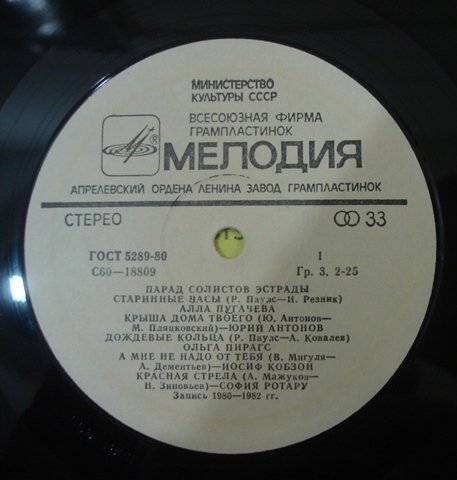 МИНИСТЕРСТВО
КУЛЬТУРЫ СССР
ВСЕСОЮЗНАЯ ФИРМА
ГРАМПЛАСТИНОК
® МЕЛОДИЯ
АПРЕЛЕВСКИЙ ОРДЕНА ЛЕНИНА ЗАВОД ГРАМПЛАСТИНОК
СТЕРЕО 33
ГОСТ 5289-80 1
С60—18809 Гр. 3. 2-25
ПАРАД СОЛИСТОВ ЭСТРАДЫ
СТАРИННЫЕ ЧАСЫ (Р. Паулс—И. Резник)
АЛЛА ПУГАЧЕВА
КРЫША ДОМА ТВОЕГО (Ю. Антонов—
М. Пляцковский)—ЮРИЙ АНТОНОВ
ДОЖДЕВЫЕ КОЛЬЦА (Р. Паулс—А. Ковалев)
ОЛЬГА ПИРАГС
А МНЕ НЕ НАДО ОТ ТЕБЯ (В. Мигуля—
А. Дементьев)—ИОСИФ КОБЗОН
КРАСНАЯ СТРЕЛА (А. Мажуков—
Н. Зиновьев)—СОФИЯ РОТАРУ
Запись 1980—1982 гг.